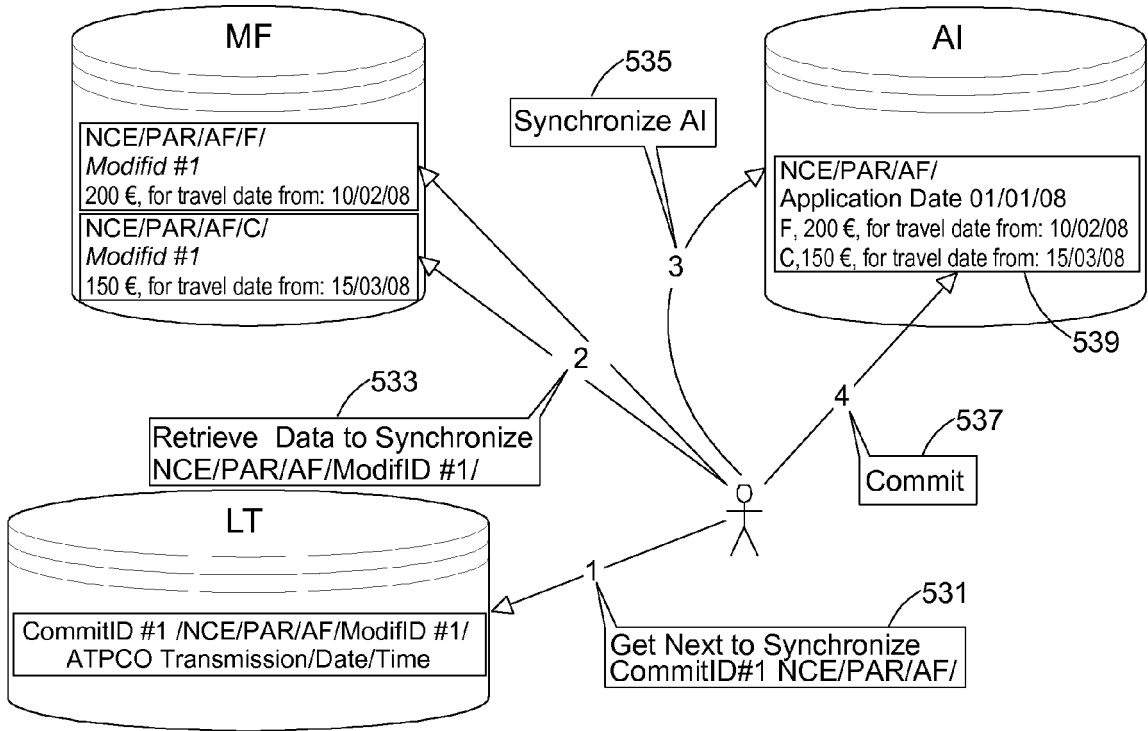 MF
NCE/PAR/AF/F/
Modifid #1
200 €, for travel date from: 10/02/08
NCE/PAR/AF/C/
Modifid #1
150 €, for travel date from: 15/03/08
535
Synchronize AI
AI
NCE/PAR/AF/
Application Date 01/01/08
F, 200 €, for travel date from: 10/02/08
C,150 €, for travel date from: 15/03/08
539
3
2
4
533
Retrieve Data to Synchronize
NCE/PAR/AF/ModifID #1/
537
Commit
LT
CommitID #1 /NCE/PAR/AF/ModifID #1/
ATPCO Transmission/Date/Time
1
531
Get Next to Synchronize
CommitID#1 NCE/PAR/AF/